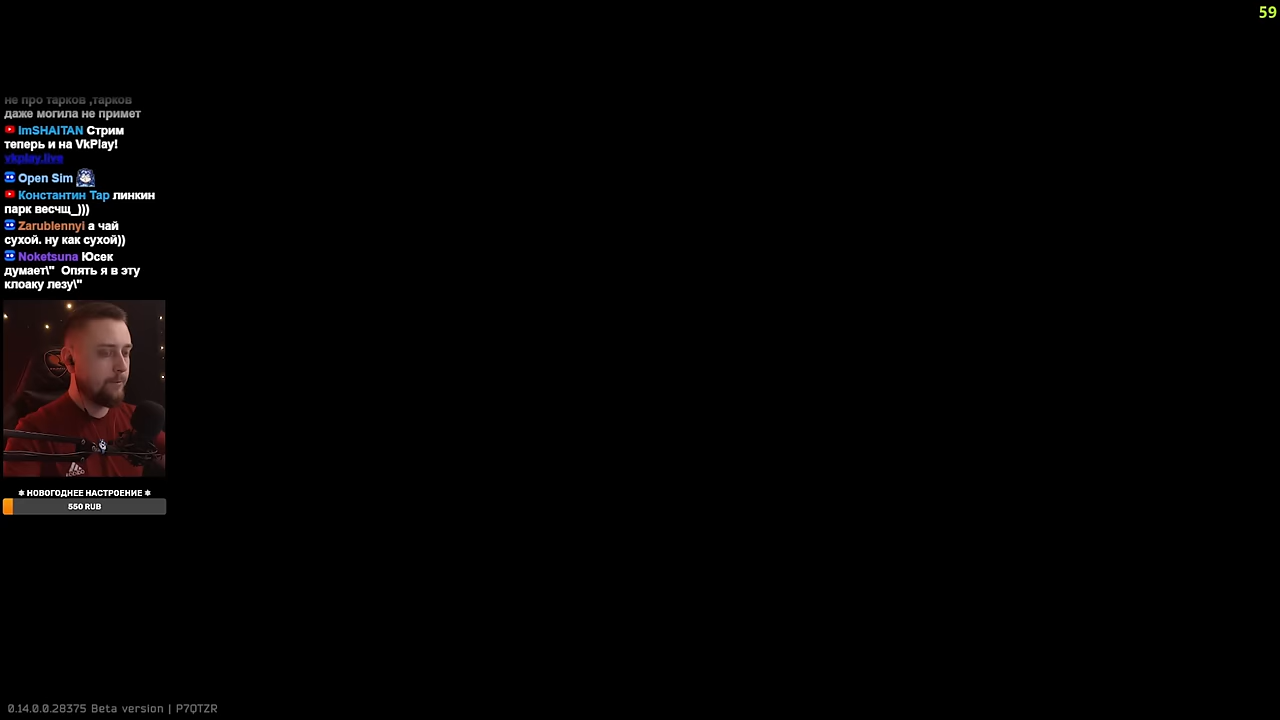 59
не про тарков ,тарков
даже могила не примет
ImSHAITAN Стрим
теперь и на VkPlay!
vkplay.live
Open Sim
Константин Тар линкин
парк весчщ_)))
Zarublennyi а чай
сухой. ну как сухой))
Noketsuna Юсек
думает\" Опять я в эту
клоаку лезу\"
✱ НОВОГОДНЕЕ НАСТРОЕНИЕ ✱
550 RUB
0.14.0.0.28375 Beta version | P7QTZR